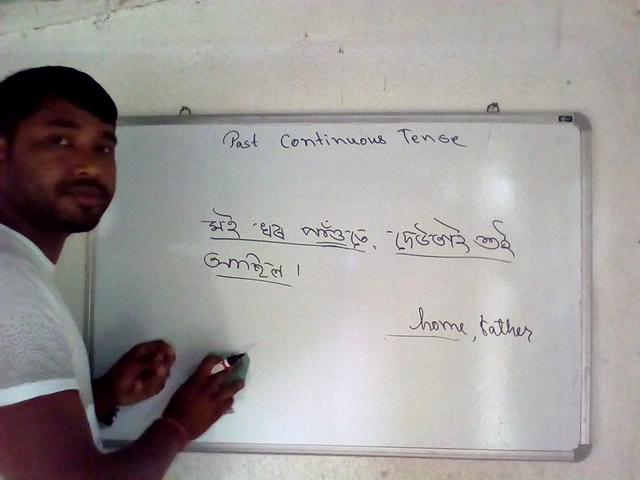 Past Continuous Tense
মই ঘৰ পাওঁতে, দেউতাই শুই
আছিল।
home, Father